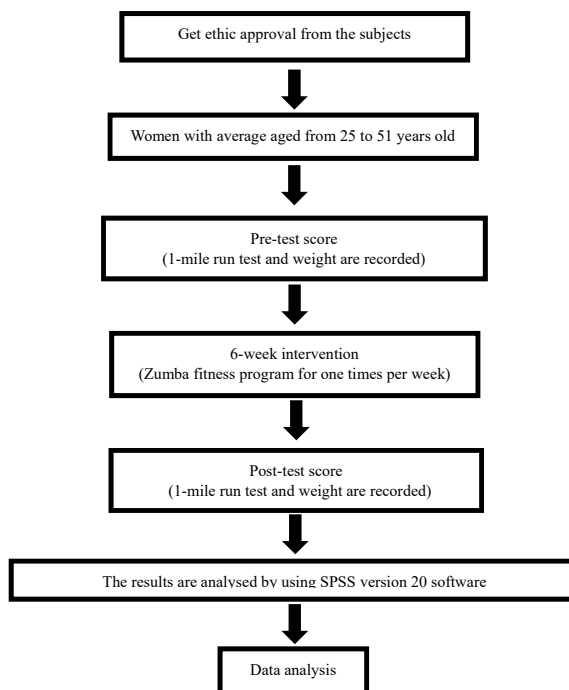 Get ethic approval from the subjects
Women with average aged from 25 to 51 years old
Pre-test score
(1-mile run test and weight are recorded)
6-week intervention
(Zumba fitness program for one times per week)
Post-test score
(1-mile run test and weight are recorded)
The results are analysed by using SPSS version 20 software
Data analysis